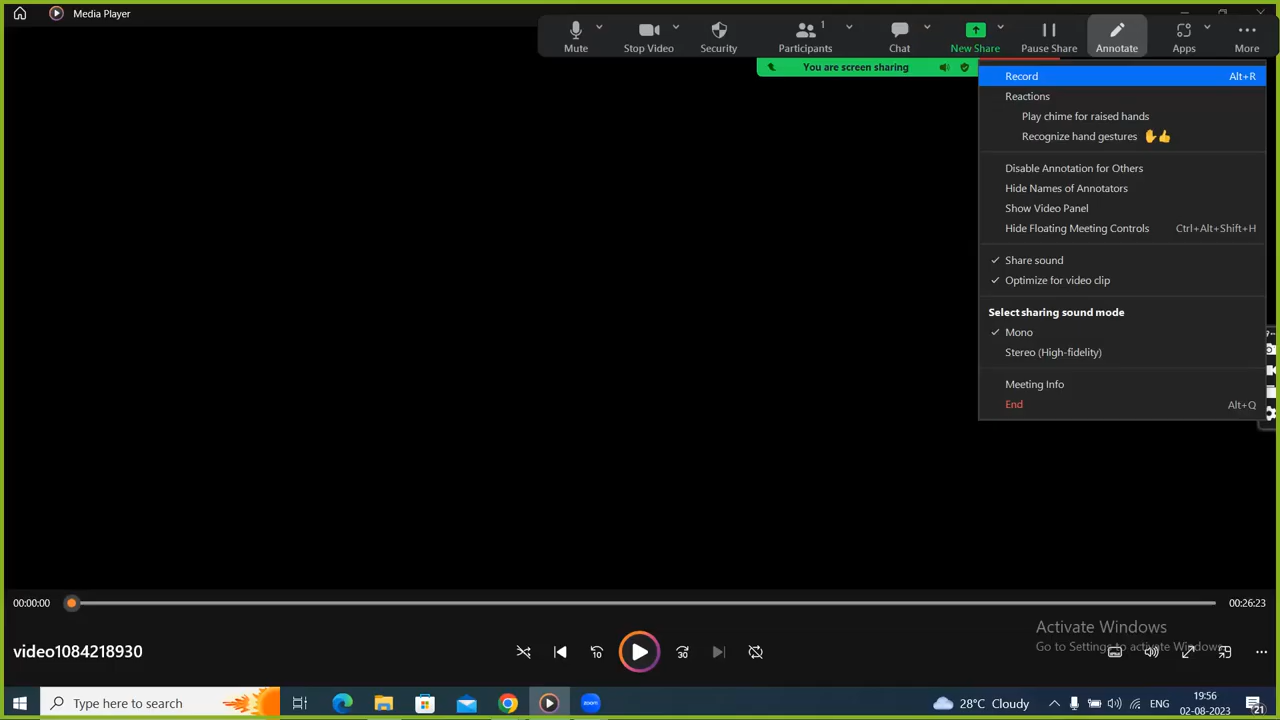 Media Player
Mute
Stop Video
Security
Participants
1
Chat
New Share
Pause Share
Annotate
Apps
More
You are screen sharing
Record Alt+R
Reactions
Play chime for raised hands
Recognize hand gestures
Disable Annotation for Others
Hide Names of Annotators
Show Video Panel
Hide Floating Meeting Controls Ctrl+Alt+Shift+H
Share sound
Optimize for video clip
Select sharing sound mode
Mono
Stereo (High-fidelity)
Meeting Info
End Alt+Q
00:00:00
00:26:23
video1084218930
10
30
Activate Windows
Go to Settings to activate Windows.
Type here to search
zoom
28°C Cloudy
ENG
19:56
02-08-2023
21